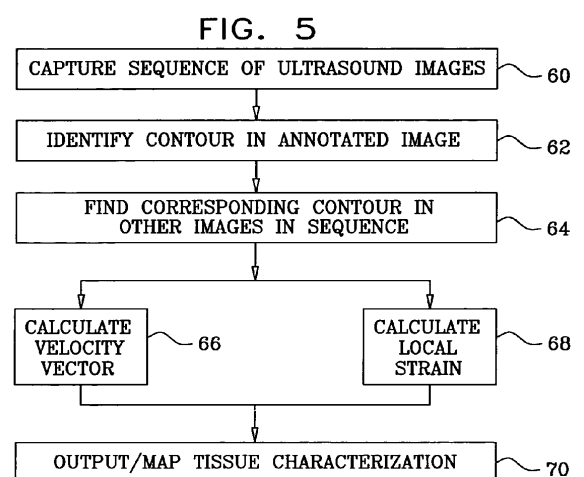 FIG. 5
CAPTURE SEQUENCE OF ULTRASOUND IMAGES
60
IDENTIFY CONTOUR IN ANNOTATED IMAGE
62
FIND CORRESPONDING CONTOUR IN
OTHER IMAGES IN SEQUENCE
64
CALCULATE
VELOCITY
VECTOR
66
CALCULATE
LOCAL
STRAIN
68
OUTPUT/MAP TISSUE CHARACTERIZATION
70